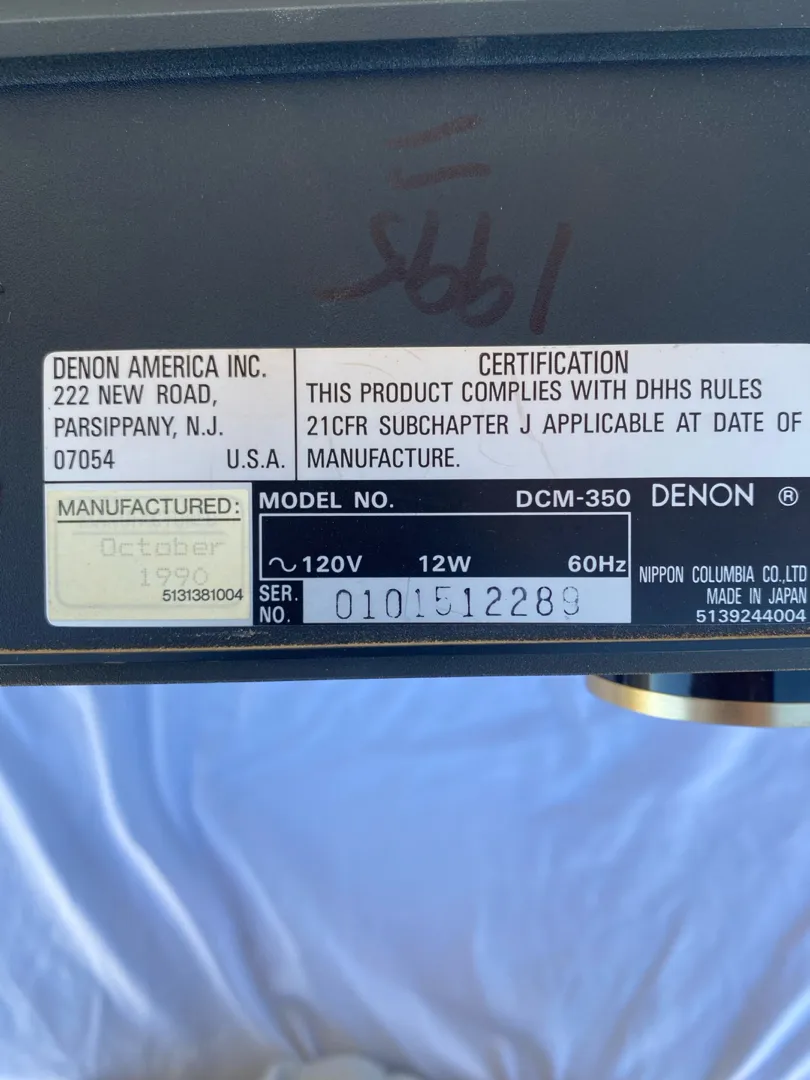 1995
DENON AMERICA INC.
222 NEW ROAD,
PARSIPPANY, N.J.
07054 U.S.A.
CERTIFICATION
THIS PRODUCT COMPLIES WITH DHHS RULES
21CFR SUBCHAPTER J APPLICABLE AT DATE OF
MANUFACTURE.
MANUFACTURED:
October
1990
5131381004
MODEL NO. DCM-350
∿120V 12W 60Hz
SER. NO. 0101512289
DENON ®
NIPPON COLUMBIA CO.,LTD
MADE IN JAPAN
5139244004